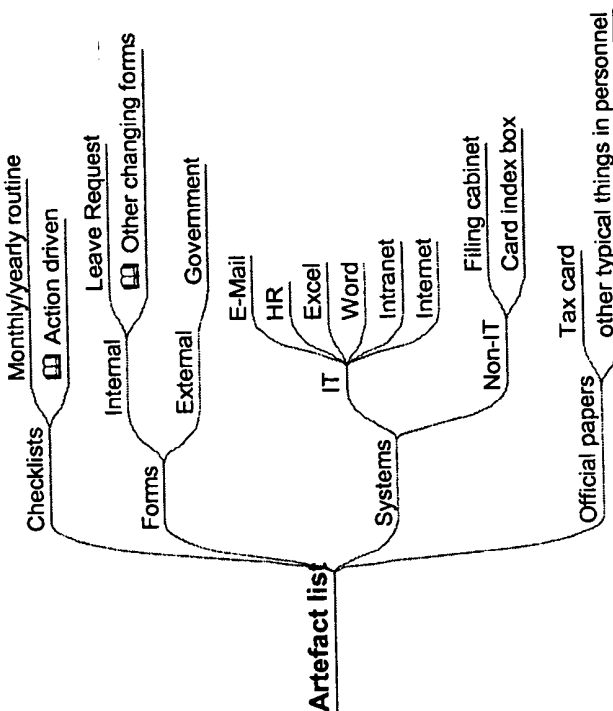 Artefact list
Checklists
Monthly/yearly routine
Action driven
Forms
Internal
Leave Request
Other changing forms
External
Government
Systems
IT
E-Mail
HR
Excel
Word
Intranet
Internet
Non-IT
Filing cabinet
Card index box
Official papers
Tax card
other typical things in personnel